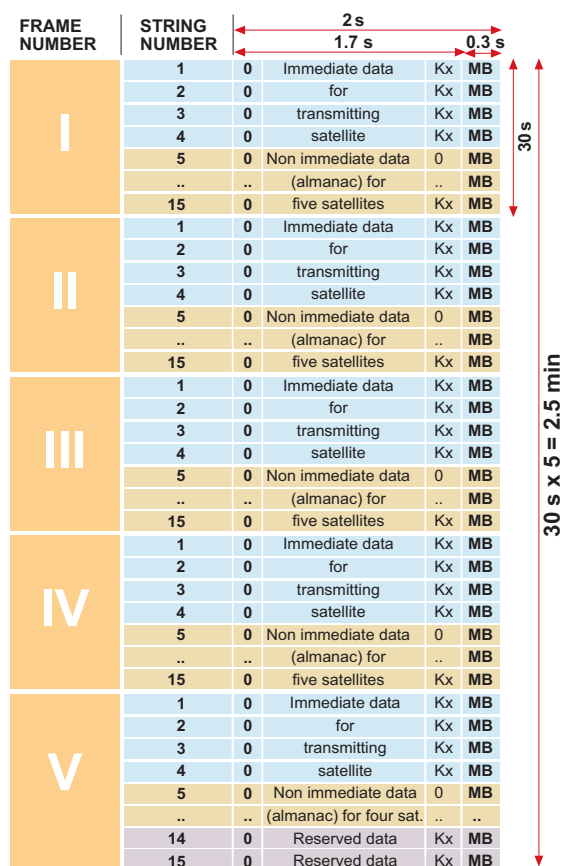 FRAME NUMBER STRING NUMBER 2 s
1.7 s 0.3 s
I
1 0 Immediate data Kx MB
2 0 for Kx MB
3 0 transmitting Kx MB
4 0 satellite Kx MB
5 0 Non immediate data 0 MB
.. .. (almanac) for .. MB
15 0 five satellites Kx MB
30 s
II
1 0 Immediate data Kx MB
2 0 for Kx MB
3 0 transmitting Kx MB
4 0 satellite Kx MB
5 0 Non immediate data 0 MB
.. .. (almanac) for .. MB
15 0 five satellites Kx MB
III
1 0 Immediate data Kx MB
2 0 for Kx MB
3 0 transmitting Kx MB
4 0 satellite Kx MB
5 0 Non immediate data 0 MB
.. .. (almanac) for .. MB
15 0 five satellites Kx MB
IV
1 0 Immediate data Kx MB
2 0 for Kx MB
3 0 transmitting Kx MB
4 0 satellite Kx MB
5 0 Non immediate data 0 MB
.. .. (almanac) for .. MB
15 0 five satellites Kx MB
V
1 0 Immediate data Kx MB
2 0 for Kx MB
3 0 transmitting Kx MB
4 0 satellite Kx MB
5 0 Non immediate data 0 MB
.. .. (almanac) for four sat. .. ..
14 0 Reserved data Kx MB
15 0 Reserved data Kx MB
30 s x 5 = 2.5 min